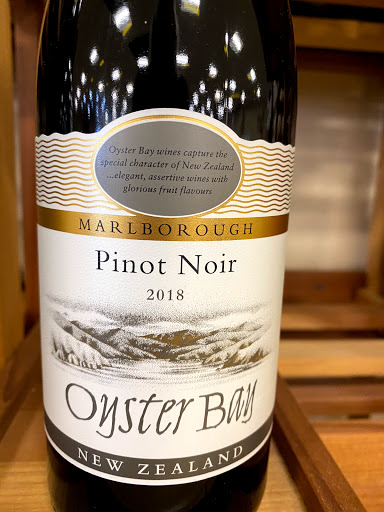 Oyster Bay wines capture the
special character of New Zealand
...elegant, assertive wines with
glorious fruit flavours
MARLBOROUGH
Pinot Noir
2018
Oyster Bay
NEW ZEALAND